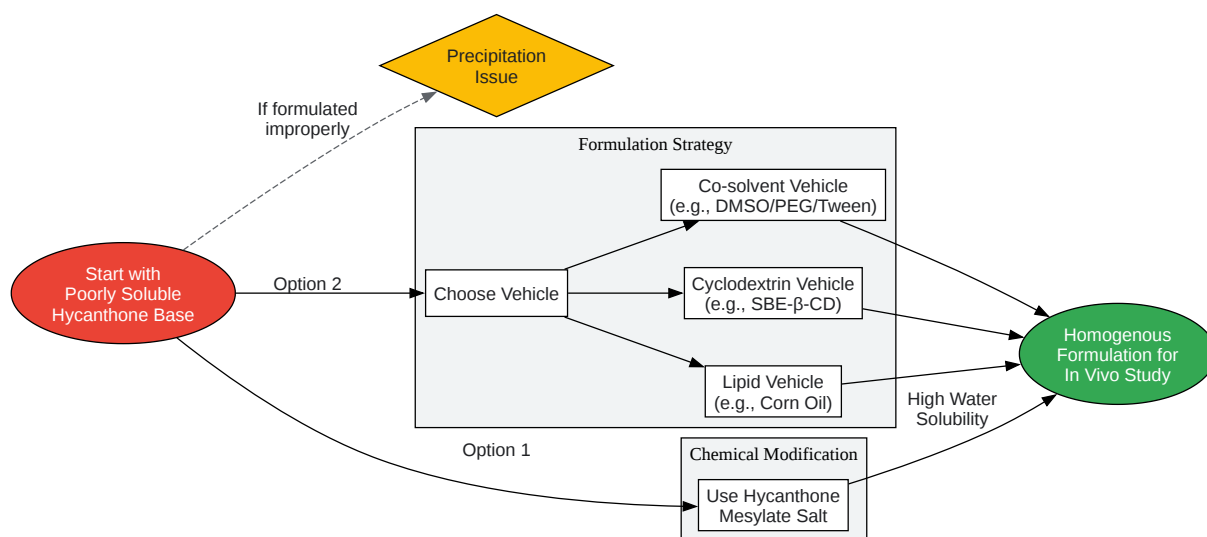 Precipitation
Issue
If formulated
improperly
Formulation Strategy
Co-solvent Vehicle
(e.g., DMSO/PEG/Tween)
Start with
Poorly Soluble
Hycanthone Base
Option 2
Choose Vehicle
Cyclodextrin Vehicle
(e.g., SBE-β-CD)
Homogenous
Formulation for
In Vivo Study
Lipid Vehicle
(e.g., Corn Oil)
High Water
Solubility
Option 1
Chemical Modification
Use Hycanthone
Mesylate Salt